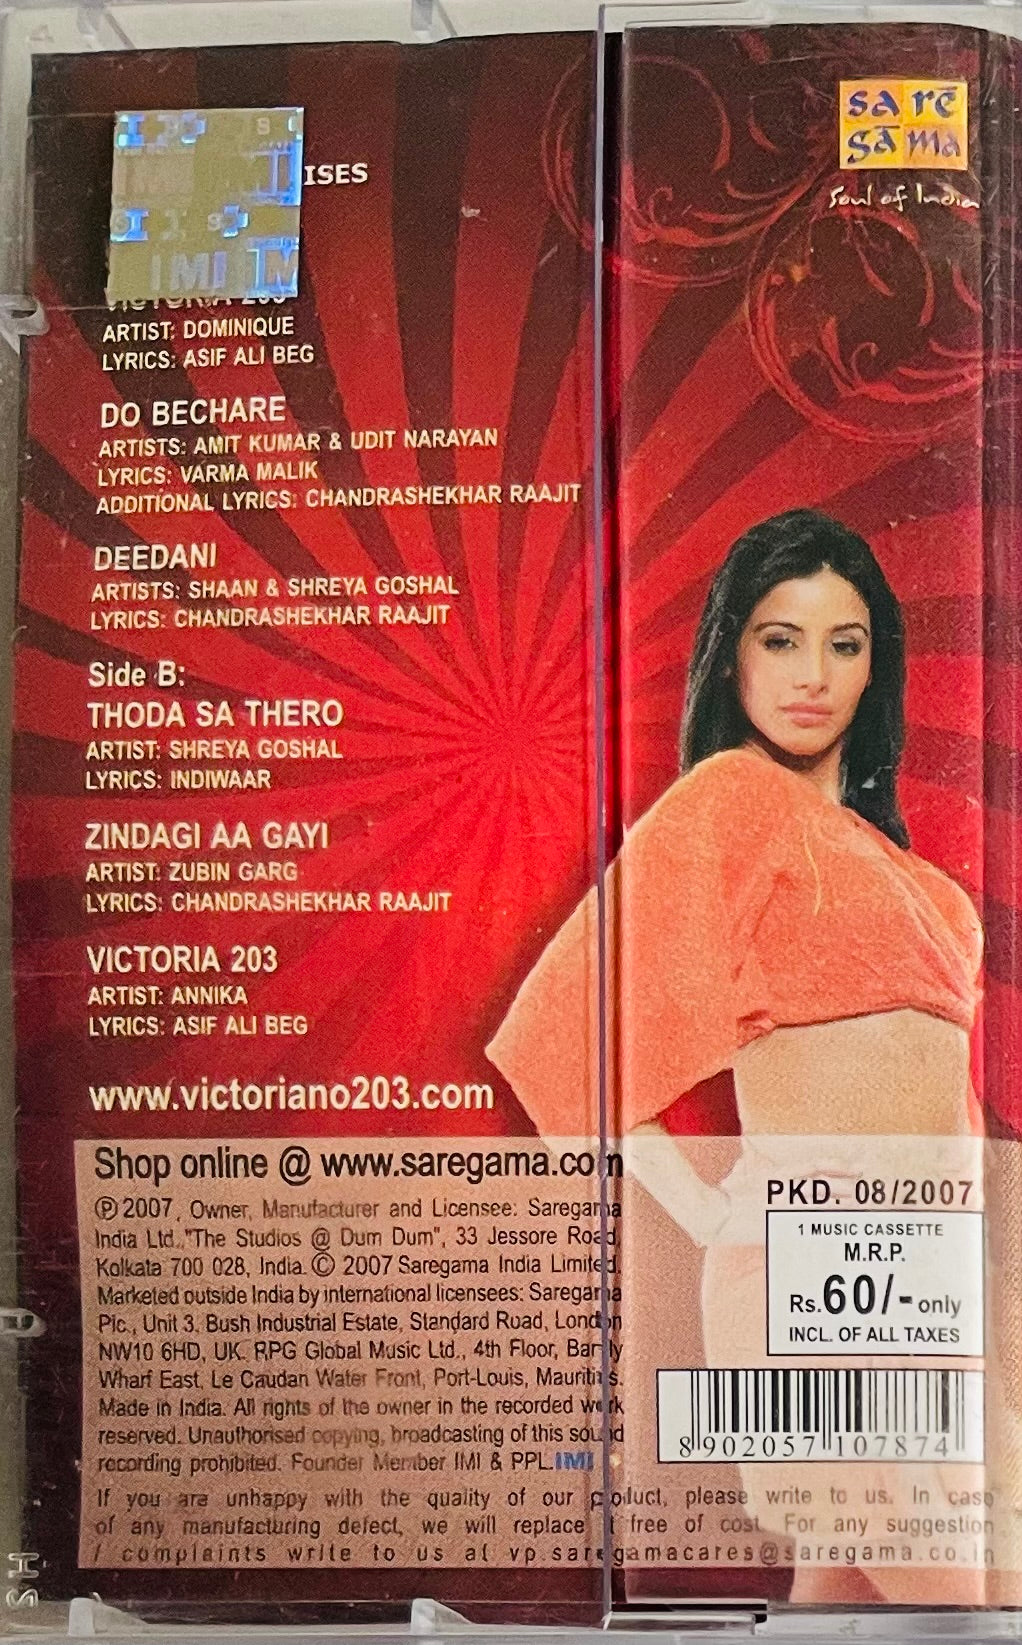 sa rē
gā ma
Soul of India
ISES
IMI
VICTORIA 203
ARTIST: DOMINIQUE
LYRICS: ASIF ALI BEG
DO BECHARE
ARTISTS: AMIT KUMAR & UDIT NARAYAN
LYRICS: VARMA MALIK
ADDITIONAL LYRICS: CHANDRASHEKHAR RAAJIT
DEEDANI
ARTISTS: SHAAN & SHREYA GOSHAL
LYRICS: CHANDRASHEKHAR RAAJIT
Side B:
THODA SA THERO
ARTIST: SHREYA GOSHAL
LYRICS: INDIWAAR
ZINDAGI AA GAYI
ARTIST: ZUBIN GARG
LYRICS: CHANDRASHEKHAR RAAJIT
VICTORIA 203
ARTIST: ANNIKA
LYRICS: ASIF ALI BEG
www.victoriano203.com
Shop online @ www.saregama.com
℗ 2007, Owner, Manufacturer and Licensee: Saregama
India Ltd.,"The Studios @ Dum Dum", 33 Jessore Road,
Kolkata 700 028, India. © 2007 Saregama India Limited.
Marketed outside India by international licensees: Saregama
Plc., Unit 3, Bush Industrial Estate, Standard Road, London
NW10 6HD, UK. RPG Global Music Ltd., 4th Floor, Barkly
Wharf East, Le Caudan Water Front, Port-Louis, Mauritius.
Made in India. All rights of the owner in the recorded work
reserved. Unauthorised copying, broadcasting of this sound
recording prohibited. Founder Member IMI & PPL. IMI
PKD. 08/2007
1 MUSIC CASSETTE
M.R.P.
Rs.60/- only
INCL. OF ALL TAXES
8 902057 107874
If you are unhappy with the quality of our product, please write to us. In case
of any manufacturing defect, we will replace it free of cost. For any suggestion
/ complaints write to us at vp.saregamacares@saregama.co.in